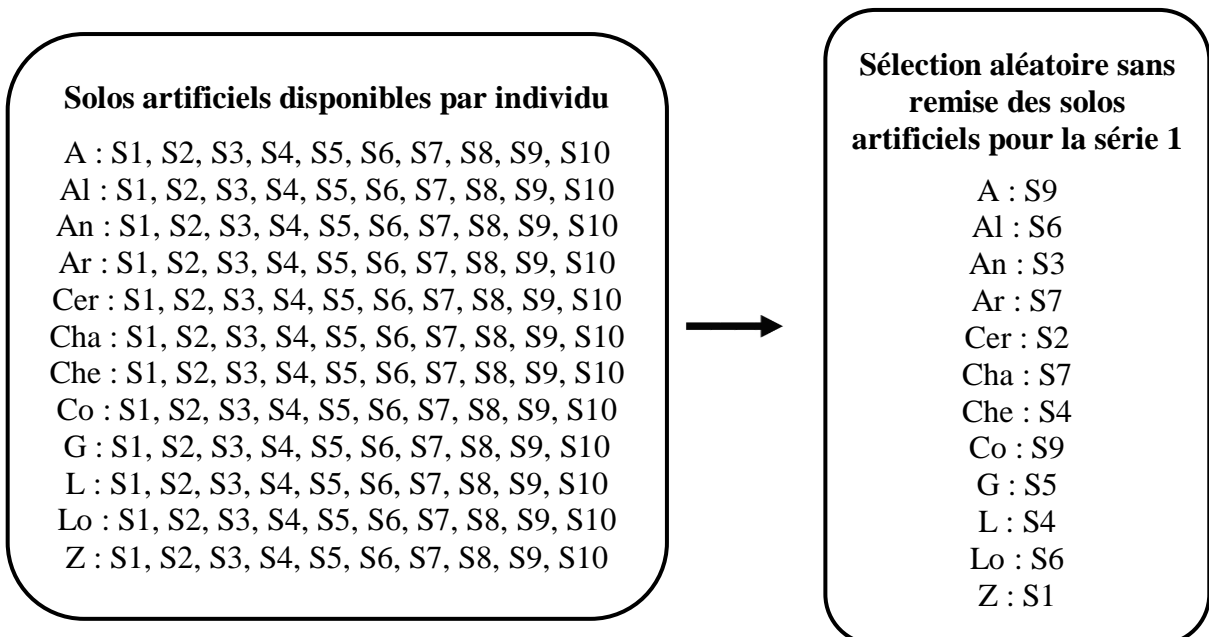 Solos artificiels disponibles par individu
A : S1, S2, S3, S4, S5, S6, S7, S8, S9, S10
Al : S1, S2, S3, S4, S5, S6, S7, S8, S9, S10
An : S1, S2, S3, S4, S5, S6, S7, S8, S9, S10
Ar : S1, S2, S3, S4, S5, S6, S7, S8, S9, S10
Cer : S1, S2, S3, S4, S5, S6, S7, S8, S9, S10
Cha : S1, S2, S3, S4, S5, S6, S7, S8, S9, S10
Che : S1, S2, S3, S4, S5, S6, S7, S8, S9, S10
Co : S1, S2, S3, S4, S5, S6, S7, S8, S9, S10
G : S1, S2, S3, S4, S5, S6, S7, S8, S9, S10
L : S1, S2, S3, S4, S5, S6, S7, S8, S9, S10
Lo : S1, S2, S3, S4, S5, S6, S7, S8, S9, S10
Z : S1, S2, S3, S4, S5, S6, S7, S8, S9, S10
Sélection aléatoire sans
remise des solos
artificiels pour la série 1
A : S9
Al : S6
An : S3
Ar : S7
Cer : S2
Cha : S7
Che : S4
Co : S9
G : S5
L : S4
Lo : S6
Z : S1